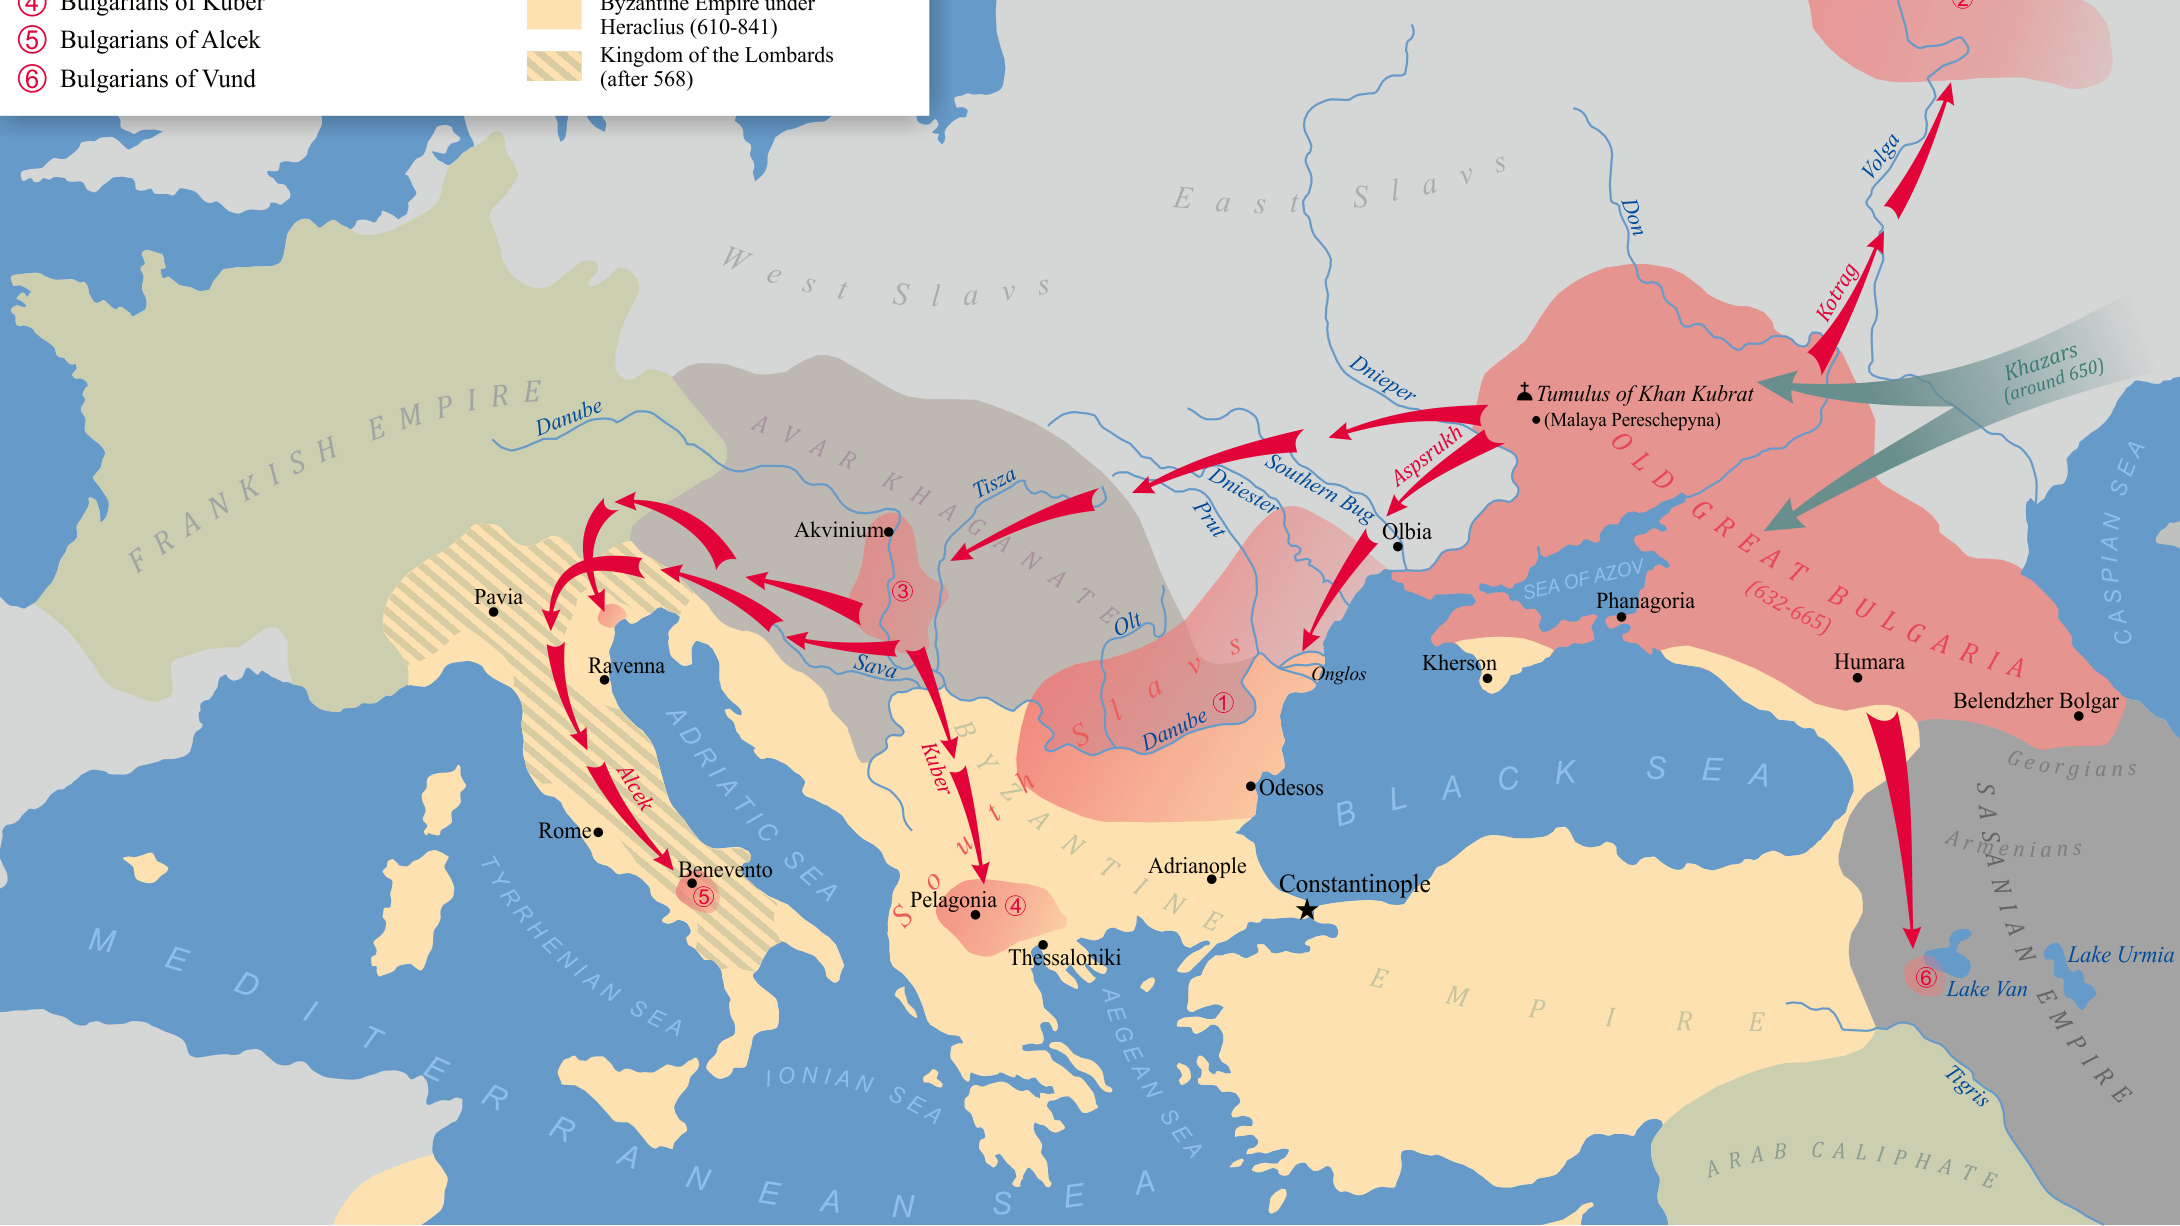 ④ Bulgarians of Kuber
⑤ Bulgarians of Alcek
⑥ Bulgarians of Vund
Byzantine Empire under
Heraclius (610-841)
Kingdom of the Lombards
(after 568)
②
East Slavs
West Slavs
Volga
Don
Kotrag
Khazars
(around 650)
Dnieper
Tumulus of Khan Kubrat
(Malaya Pereschepyna)
FRANKISH EMPIRE
Danube
AVAR KHAGANATE
Tisza
Aspsrukh
Southern Bug
Dniester
Prut
Olbia
OLD GREAT BULGARIA
(632-665)
CASPIAN SEA
Akvinium
③
SEA OF AZOV
Phanagoria
Pavia
Olt
Ravenna
Sava
Onglos
Kherson
Humara
Belendzher Bolgar
South Slavs
①
Danube
ADRIATIC SEA
Kuber
BYZANTINE
Odesos
BLACK SEA
Georgians
Armenians
SASANIAN EMPIRE
Alcek
Rome
Benevento
⑤
TYRRHENIAN SEA
Adrianople
Constantinople
Pelagonia
④
Thessaloniki
Lake Urmia
⑥
Lake Van
MEDITERRANEAN SEA
EMPIRE
AEGEAN SEA
IONIAN SEA
Tigris
ARAB CALIPHATE